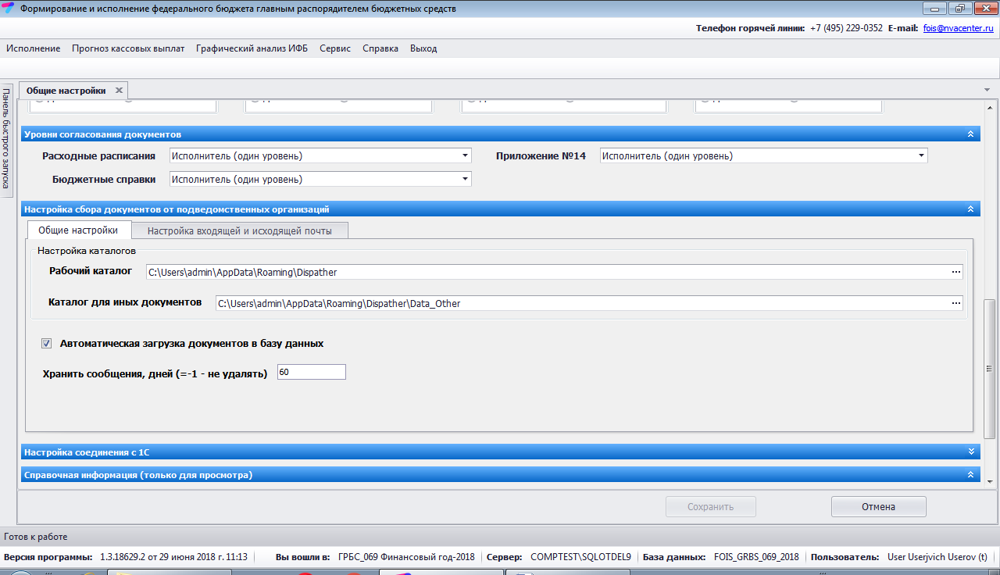 Формирование и исполнение федерального бюджета главным распорядителем бюджетных средств
Телефон горячей линии: +7 (495) 229-0352 E-mail: fois@nvacenter.ru
Исполнение Прогноз кассовых выплат Графический анализ ИФБ Сервис Справка Выход
Панель быстрого запуска
Общие настройки
Уровни согласования документов
Расходные расписания Исполнитель (один уровень) Приложение №14 Исполнитель (один уровень)
Бюджетные справки Исполнитель (один уровень)
Настройка сбора документов от подведомственных организаций
Общие настройки Настройка входящей и исходящей почты
Настройка каталогов
Рабочий каталог C:\Users\admin\AppData\Roaming\Dispather ...
Каталог для иных документов C:\Users\admin\AppData\Roaming\Dispather\Data_Other ...
Автоматическая загрузка документов в базу данных
Хранить сообщения, дней (=-1 - не удалять) 60
Настройка соединения с 1С
Справочная информация (только для просмотра)
Сохранить Отмена
Готов к работе
Версия программы: 1.3.18629.2 от 29 июня 2018 г. 11:13 Вы вошли в: ГРБС_069 Финансовый год-2018 Сервер: COMPTEST\SQLOTDEL9 База данных: FOIS_GRBS_069_2018 Пользователь: User Userjvich Userov (t)